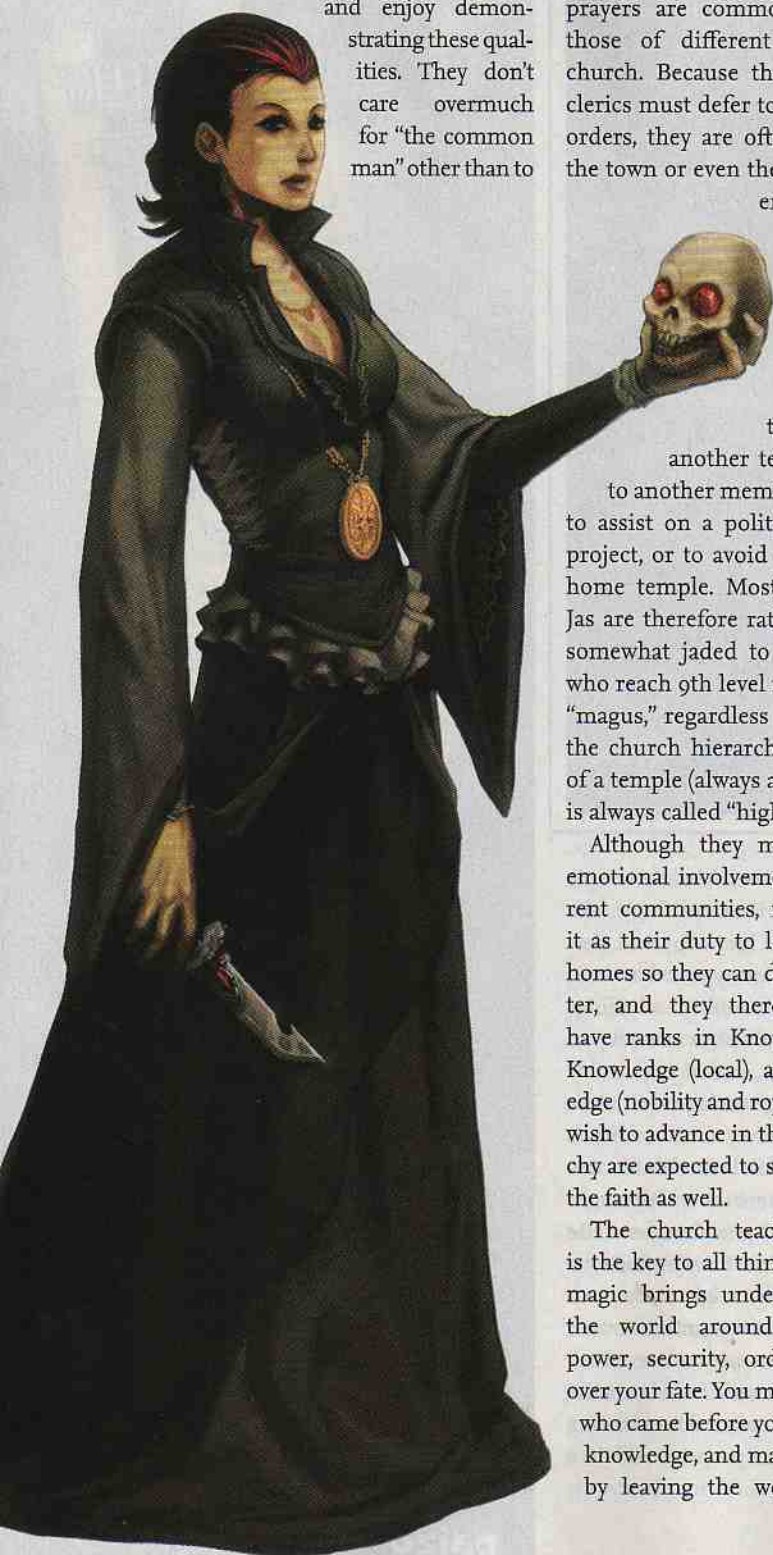 and enjoy demon-
strating these qual-
ities. They don't
care overmuch
for "the common
man" other than to
prayers are commo
those of different
church. Because th
clerics must defer to
orders, they are oft
the town or even the
er
t
another te
to another mem
to assist on a polit
project, or to avoid
home temple. Most
Jas are therefore rat
somewhat jaded to
who reach 9th level
"magus," regardless
the church hierarch
of a temple (always a
is always called "high
Although they m
emotional involveme
rent communities,
it as their duty to l
homes so they can d
ter, and they ther
have ranks in Kno
Knowledge (local), a
edge (nobility and ro
wish to advance in th
chy are expected to s
the faith as well.
The church teac
is the key to all thin
magic brings unde
the world around
power, security, ord
over your fate. You m
who came before yo
knowledge, and ma
by leaving the w